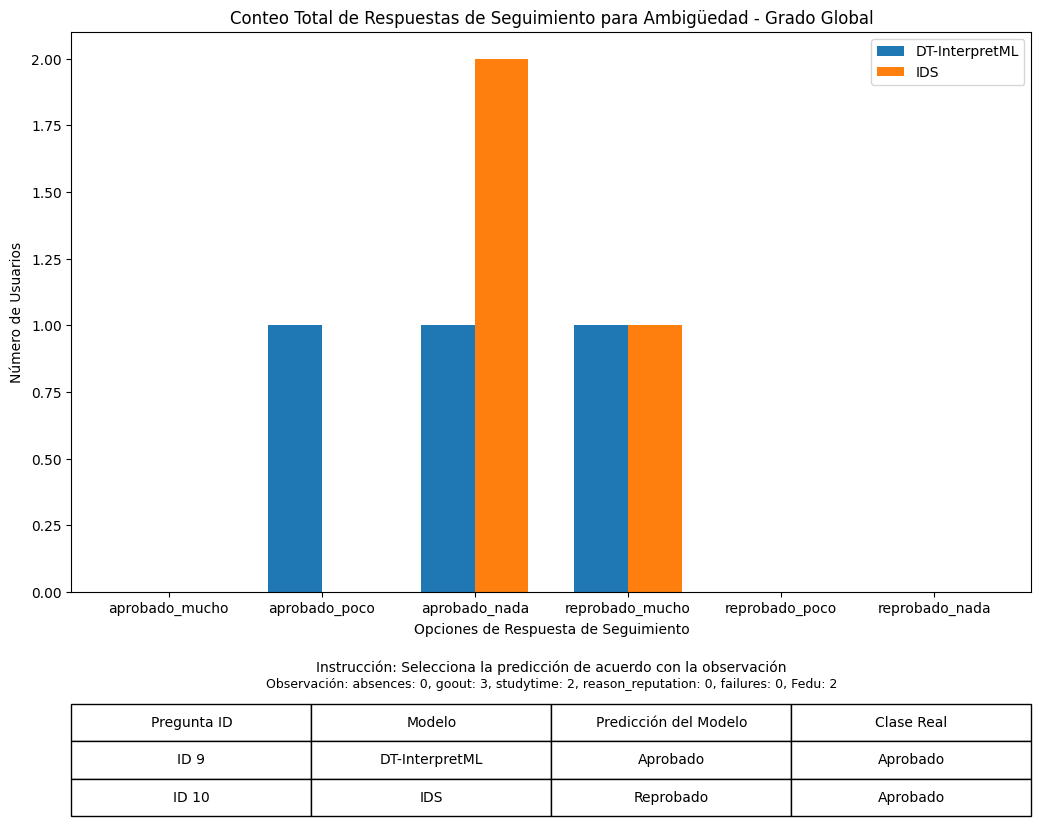 Conteo Total de Respuestas de Seguimiento para Ambigüedad - Grado Global
DT-InterpretML
IDS
Número de Usuarios
2.00
1.75
1.50
1.25
1.00
0.75
0.50
0.25
0.00
aprobado_mucho aprobado_poco aprobado_nada reprobado_mucho reprobado_poco reprobado_nada
Opciones de Respuesta de Seguimiento
Instrucción: Selecciona la predicción de acuerdo con la observación
Observación: absences: 0, goout: 3, studytime: 2, reason_reputation: 0, failures: 0, Fedu: 2
Pregunta ID Modelo Predicción del Modelo Clase Real
ID 9 DT-InterpretML Aprobado Aprobado
ID 10 IDS Reprobado Aprobado